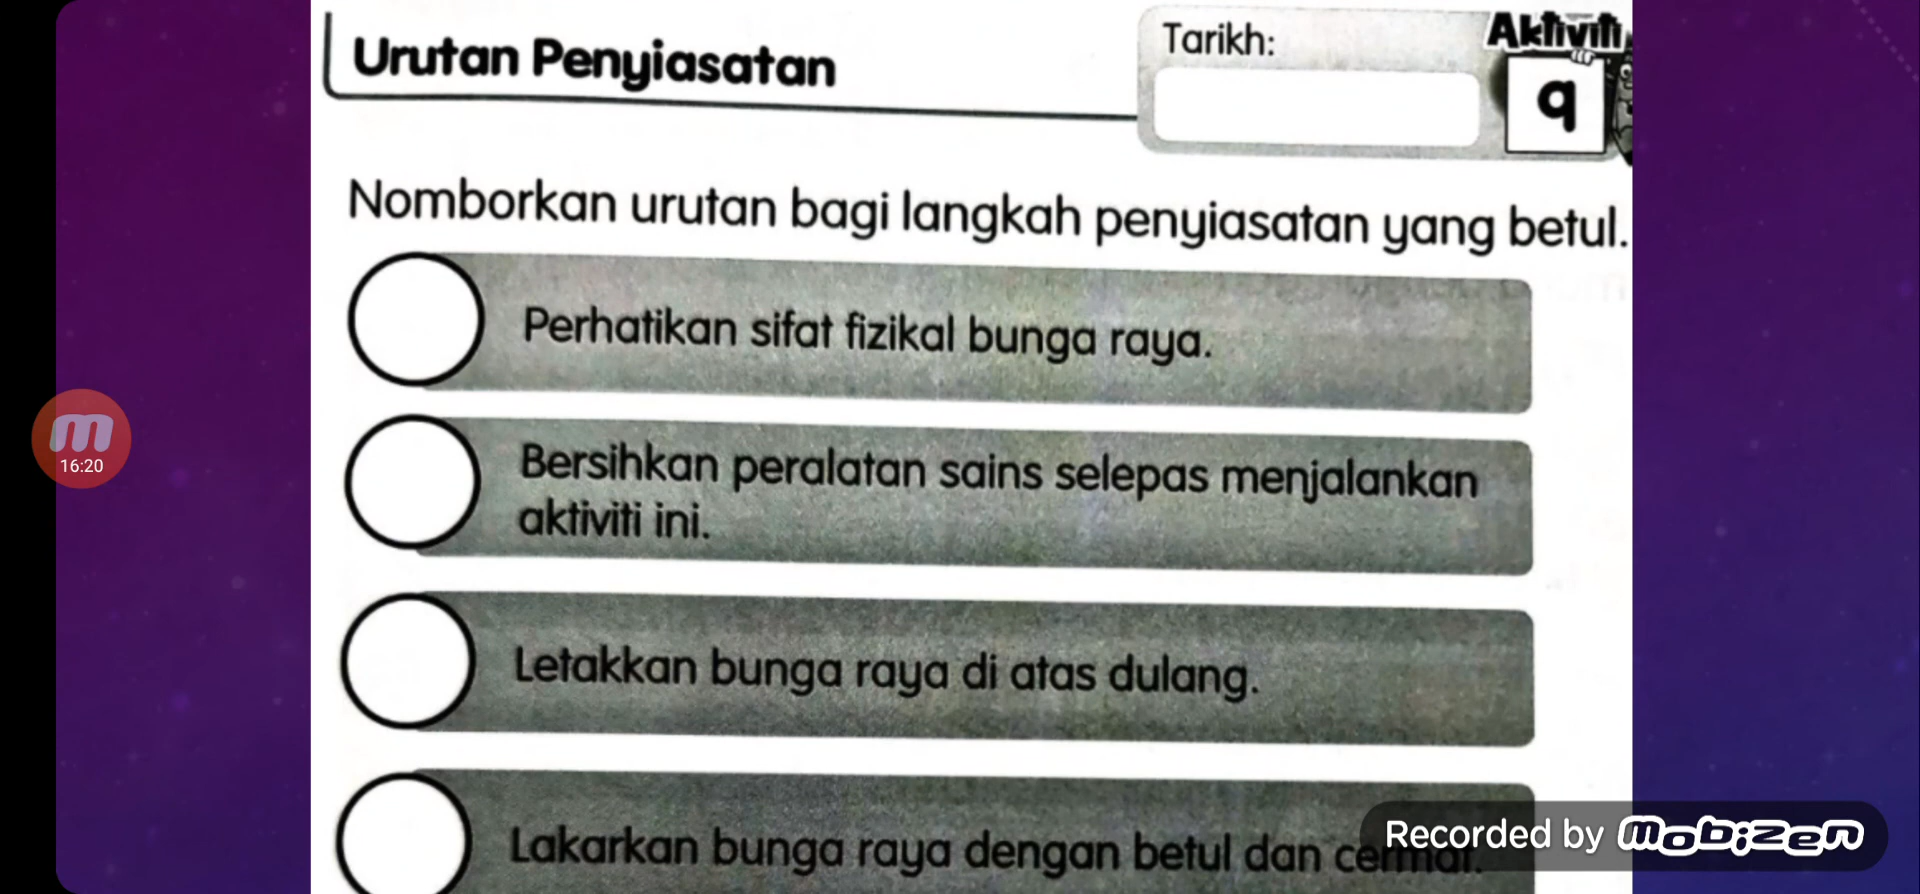 Urutan Penyiasatan
Tarikh:
Aktiviti
9
Nomborkan urutan bagi langkah penyiasatan yang betul.
Perhatikan sifat fizikal bunga raya.
Bersihkan peralatan sains selepas menjalankan
aktiviti ini.
Letakkan bunga raya di atas dulang.
Lakarkan bunga raya dengan betul dan cermat.
16:20
Recorded by mobizen